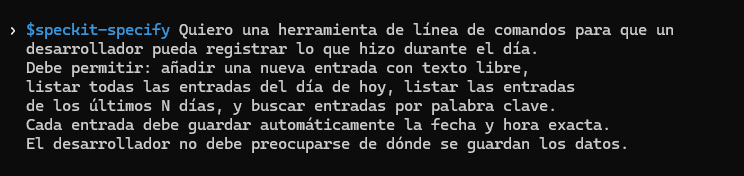 › $speckit-specify Quiero una herramienta de línea de comandos para que un
desarrollador pueda registrar lo que hizo durante el día.
Debe permitir: añadir una nueva entrada con texto libre,
listar todas las entradas del día de hoy, listar las entradas
de los últimos N días, y buscar entradas por palabra clave.
Cada entrada debe guardar automáticamente la fecha y hora exacta.
El desarrollador no debe preocuparse de dónde se guardan los datos.